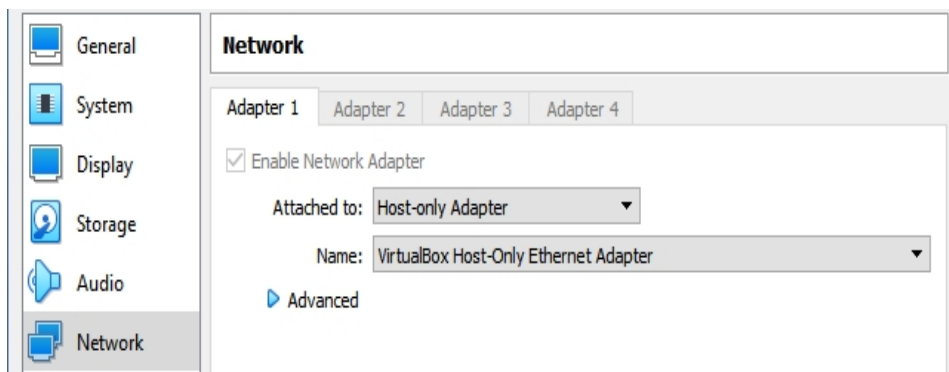 General
System
Display
Storage
Audio
Network
Network
Adapter 1 Adapter 2 Adapter 3 Adapter 4
Enable Network Adapter
Attached to: Host-only Adapter
Name: VirtualBox Host-Only Ethernet Adapter
Advanced